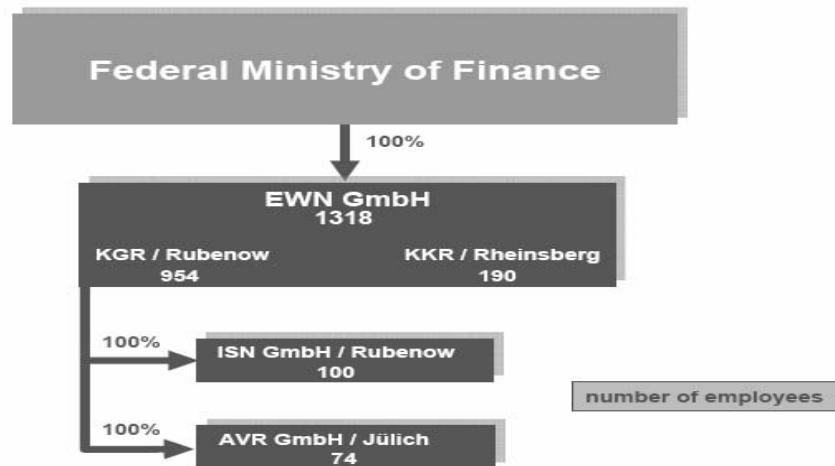 Federal Ministry of Finance
100%
EWN GmbH
1318
KGR / Rubenow KKR / Rheinsberg
954 190
100%
ISN GmbH / Rubenow
100
number of employees
100%
AVR GmbH / Jülich
74